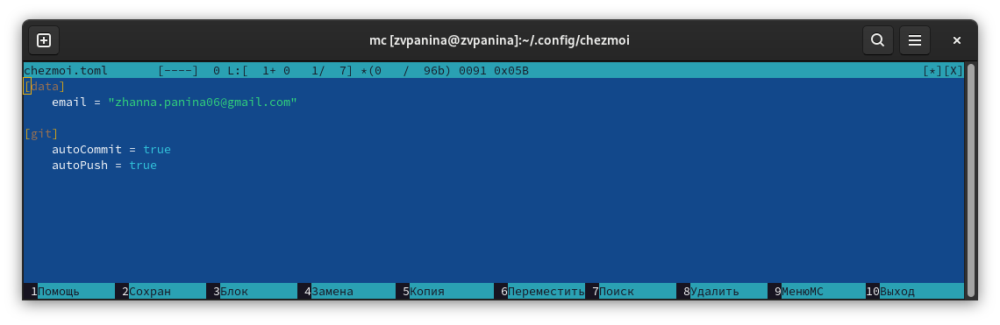 mc [zvpanina@zvpanina]:~/.config/chezmoi
chezmoi.toml       [----]  0 L:[  1+ 0   1/  7] *(0   /  96b) 0091 0x05B [*][X]
[data]
    email = "zhanna.panina06@gmail.com"
[git]
    autoCommit = true
    autoPush = true
1Помощь 2Сохран 3Блок 4Замена 5Копия 6Переместить 7Поиск 8Удалить 9МенюMC 10Выход